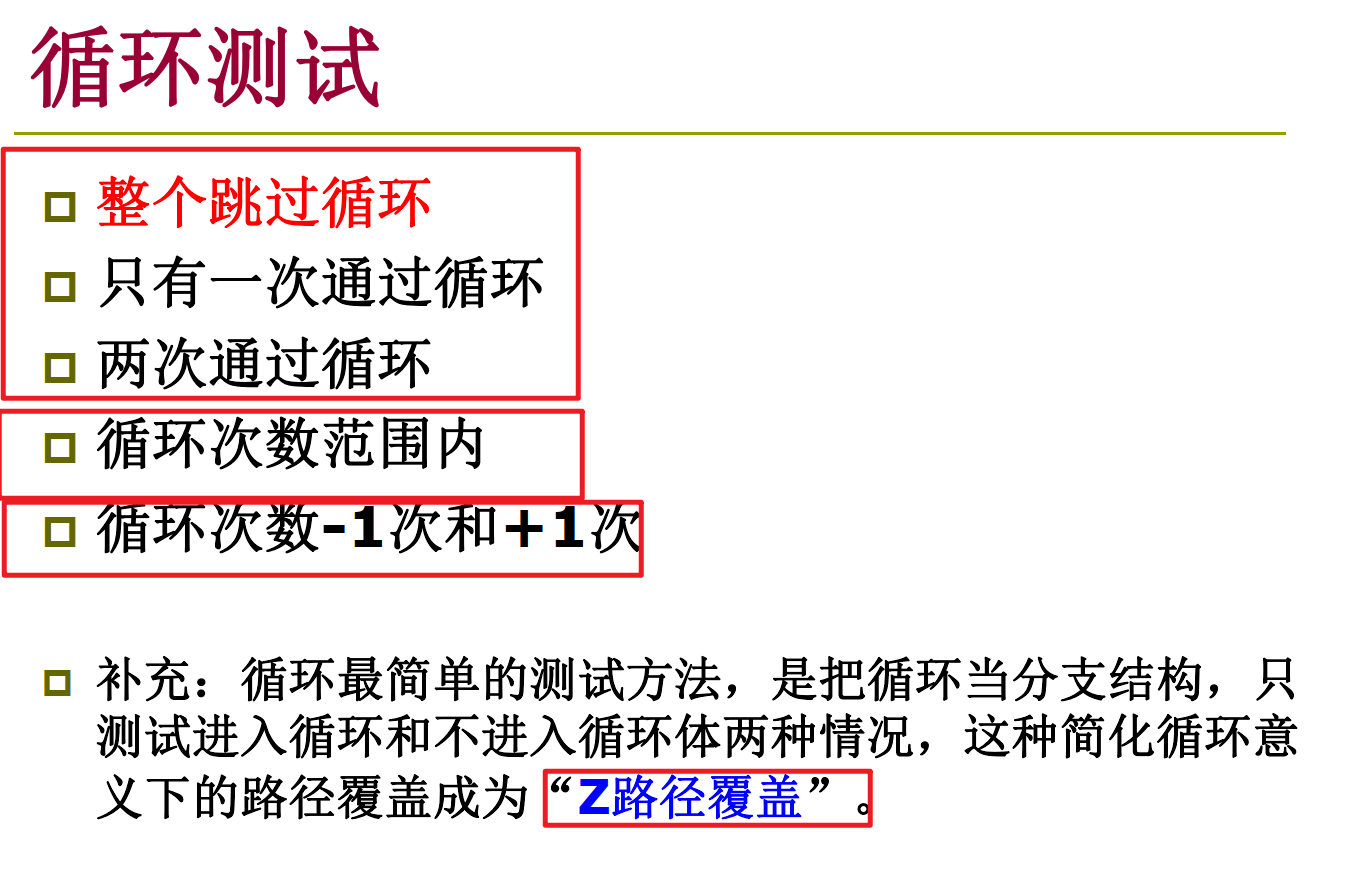 循环测试
整个跳过循环
只有一次通过循环
两次通过循环
循环次数范围内
循环次数-1次和+1次
补充：循环最简单的测试方法，是把循环当分支结构，只
测试进入循环和不进入循环体两种情况，这种简化循环意
义下的路径覆盖成为“Z路径覆盖”。